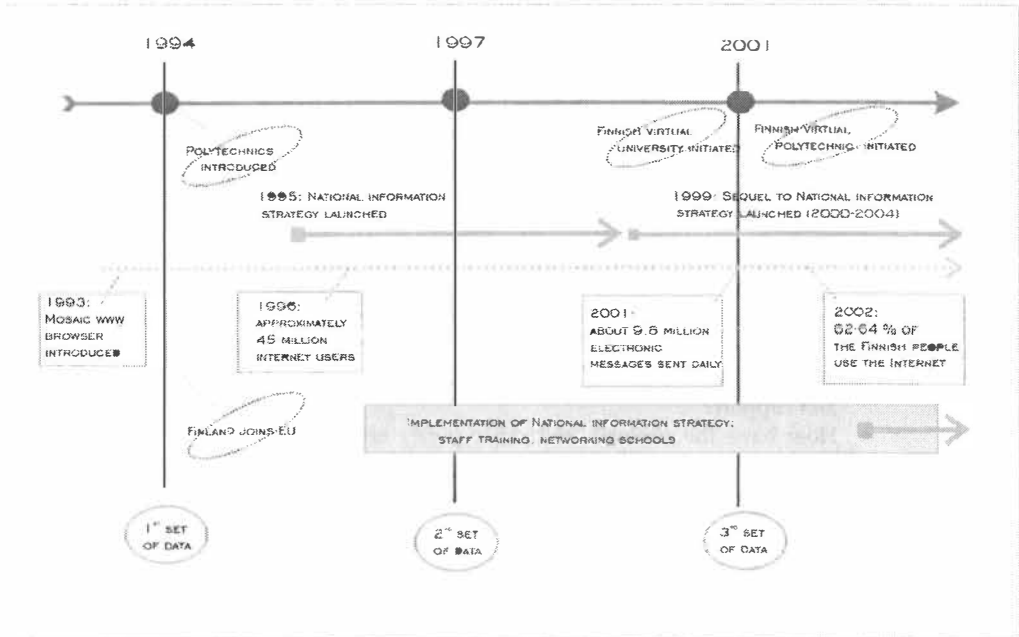 1994
1997
2001
POLYTECHNICS
INTRODUCED
FINNISH VIRTUAL
UNIVERSITY INITIATED
FINNISH VIRTUAL
POLYTECHNIC INITIATED
1995: NATIONAL INFORMATION
STRATEGY LAUNCHED
1999: SEQUEL TO NATIONAL INFORMATION
STRATEGY LAUNCHED (2000-2004)
1993:
MOSAIC WWW
BROWSER
INTRODUCED
1996:
APPROXIMATELY
45 MILLION
INTERNET USERS
2001:
ABOUT 9.6 MILLION
ELECTRONIC
MESSAGES SENT DAILY
2002:
62-64 % OF
THE FINNISH PEOPLE
USE THE INTERNET
FINLAND JOINS EU
IMPLEMENTATION OF NATIONAL INFORMATION STRATEGY:
STAFF TRAINING, NETWORKING SCHOOLS
1ST SET
OF DATA
2ND SET
OF DATA
3RD SET
OF DATA